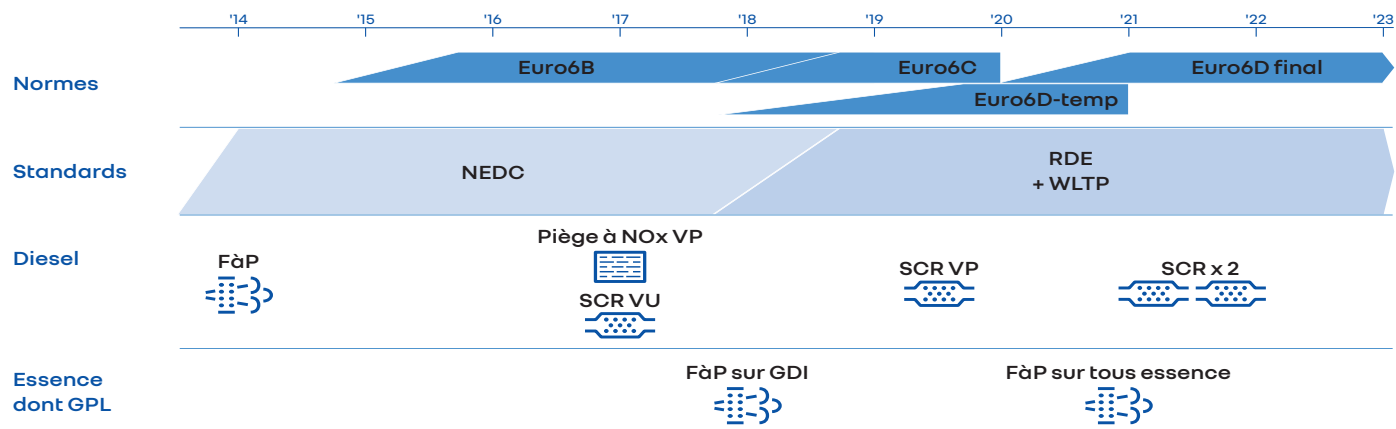 '14 '15 '16 '17 '18 '19 '20 '21 '22 '23
Normes
Euro6B
Euro6C
Euro6D final
Euro6D-temp
Standards
NEDC
RDE
+ WLTP
Diesel
FàP
Piège à NOx VP
SCR VU
SCR VP
SCR x 2
Essence
dont GPL
FàP sur GDI
FàP sur tous essence